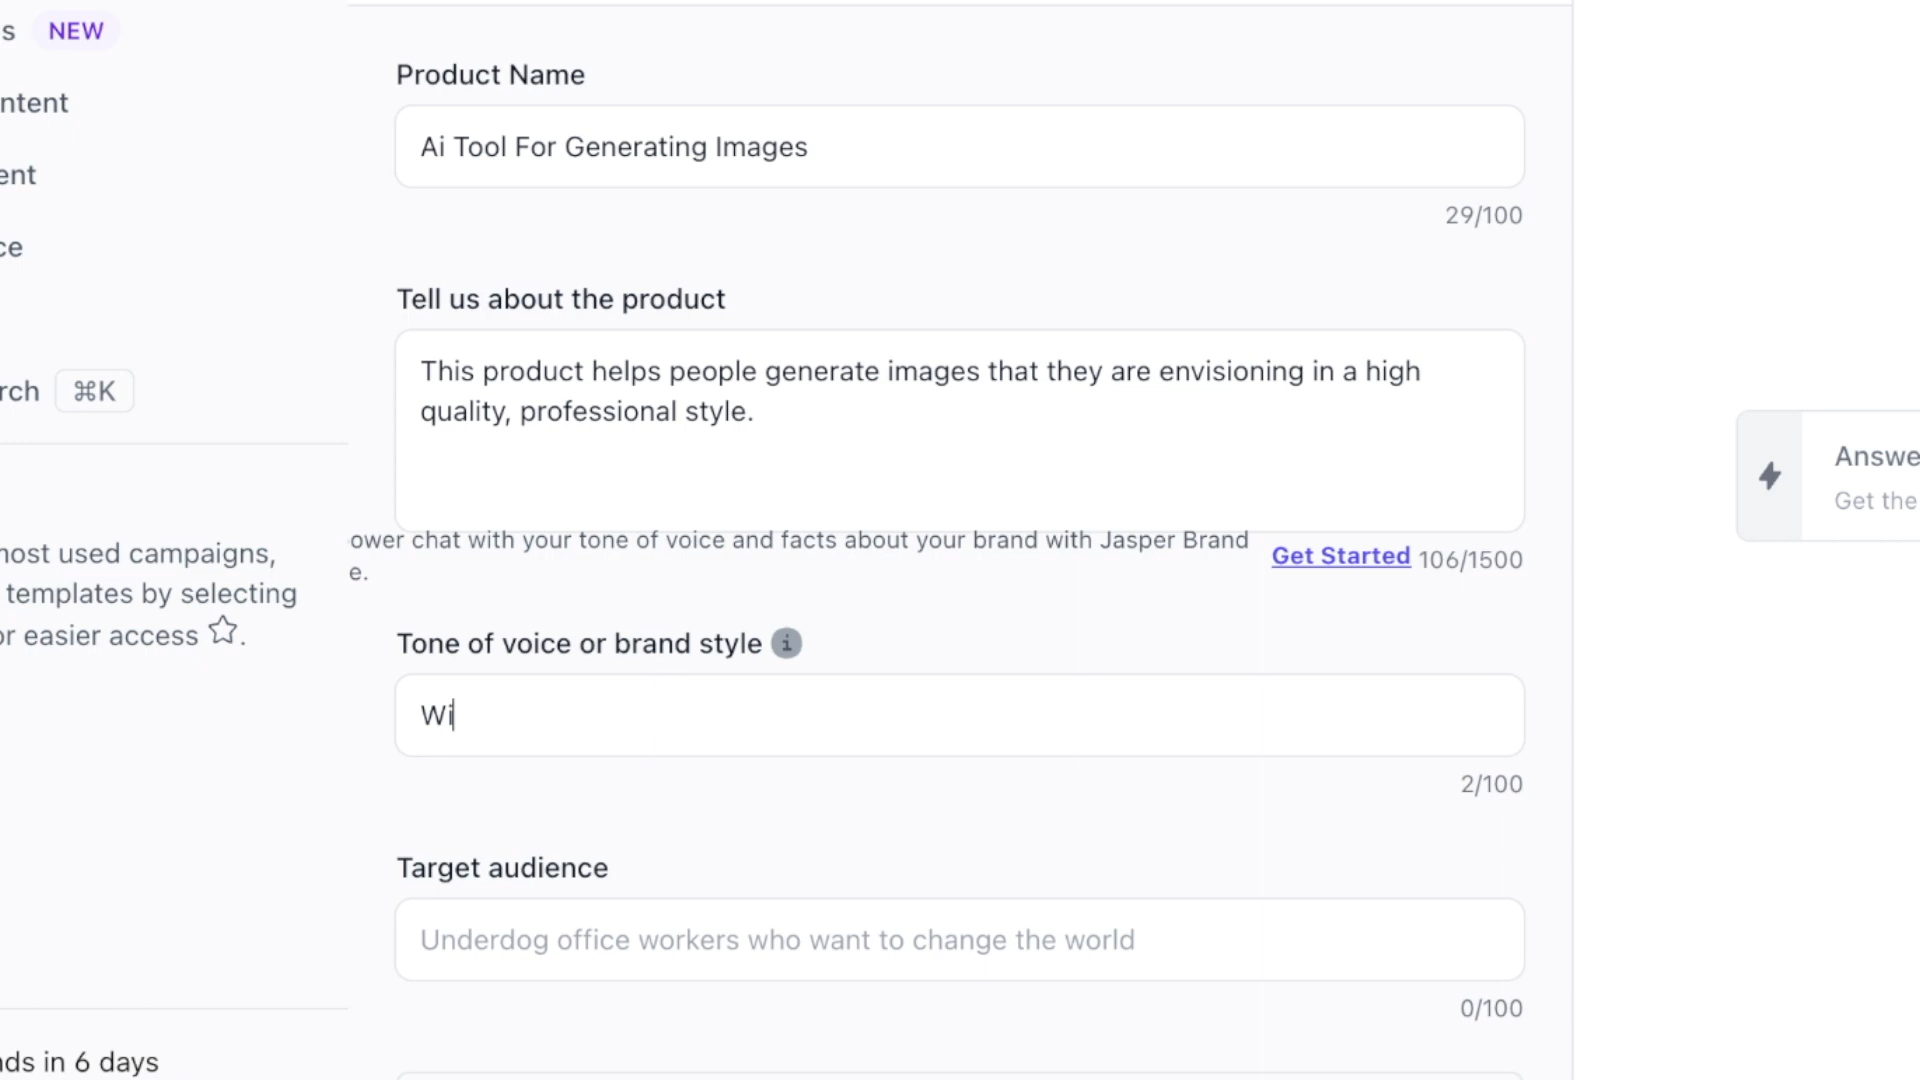 s NEW
ntent
ent
ce
rch ⌘K
most used campaigns,
templates by selecting
or easier access ☆.
nds in 6 days
Product Name
Ai Tool For Generating Images
29/100
Tell us about the product
This product helps people generate images that they are envisioning in a high
quality, professional style.
ower chat with your tone of voice and facts about your brand with Jasper Brand
e.
Get Started 106/1500
Tone of voice or brand style i
Wi
2/100
Target audience
Underdog office workers who want to change the world
0/100
Answe
Get the